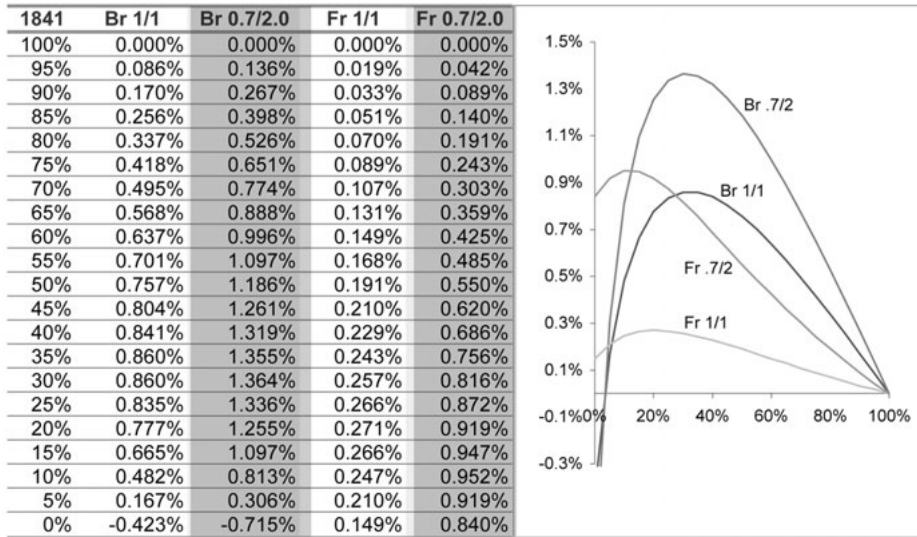 1841 Br 1/1 Br 0.7/2.0 Fr 1/1 Fr 0.7/2.0
100% 0.000% 0.000% 0.000% 0.000%
95% 0.086% 0.136% 0.019% 0.042%
90% 0.170% 0.267% 0.033% 0.089%
85% 0.256% 0.398% 0.051% 0.140%
80% 0.337% 0.526% 0.070% 0.191%
75% 0.418% 0.651% 0.089% 0.243%
70% 0.495% 0.774% 0.107% 0.303%
65% 0.568% 0.888% 0.131% 0.359%
60% 0.637% 0.996% 0.149% 0.425%
55% 0.701% 1.097% 0.168% 0.485%
50% 0.757% 1.186% 0.191% 0.550%
45% 0.804% 1.261% 0.210% 0.620%
40% 0.841% 1.319% 0.229% 0.686%
35% 0.860% 1.355% 0.243% 0.756%
30% 0.860% 1.364% 0.257% 0.816%
25% 0.835% 1.336% 0.266% 0.872%
20% 0.777% 1.255% 0.271% 0.919%
15% 0.665% 1.097% 0.266% 0.947%
10% 0.482% 0.813% 0.247% 0.952%
5% 0.167% 0.306% 0.210% 0.919%
0% -0.423% -0.715% 0.149% 0.840%
1.5%
1.3%
Br .7/2
1.1%
0.9%
Br 1/1
0.7%
Fr .7/2
0.5%
0.3%
Fr 1/1
0.1%
-0.1% 0% 20% 40% 60% 80% 100%
-0.3%